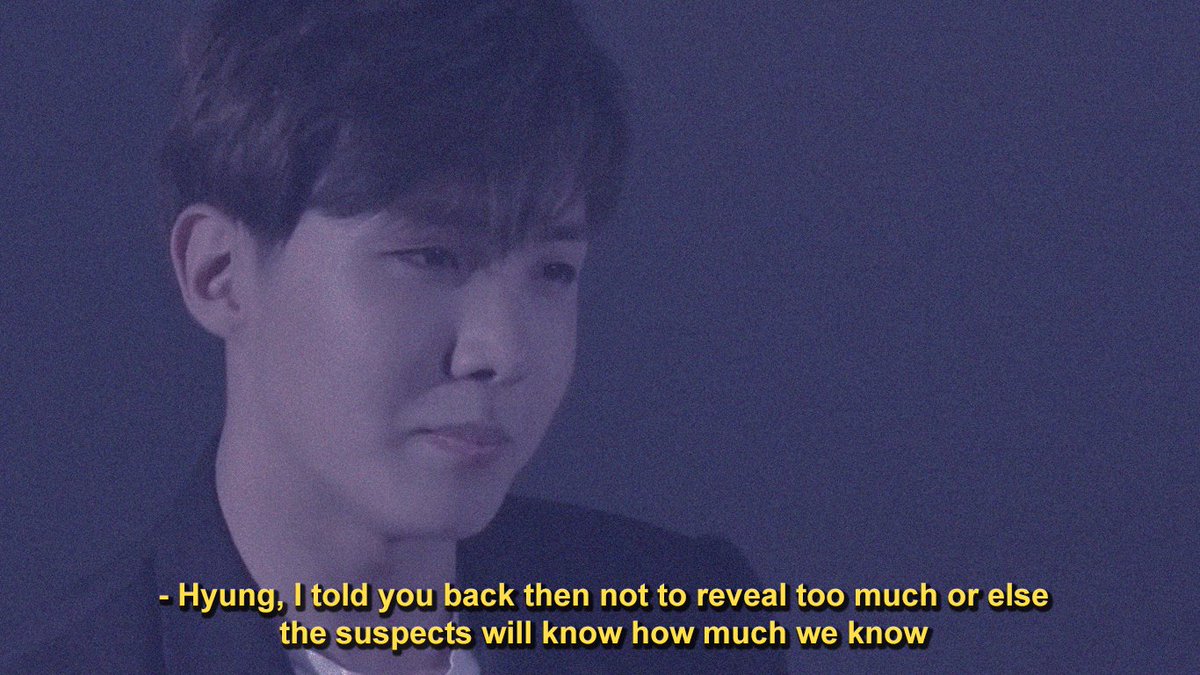 - Hyung, I told you back then not to reveal too much or else
the suspects will know how much we know